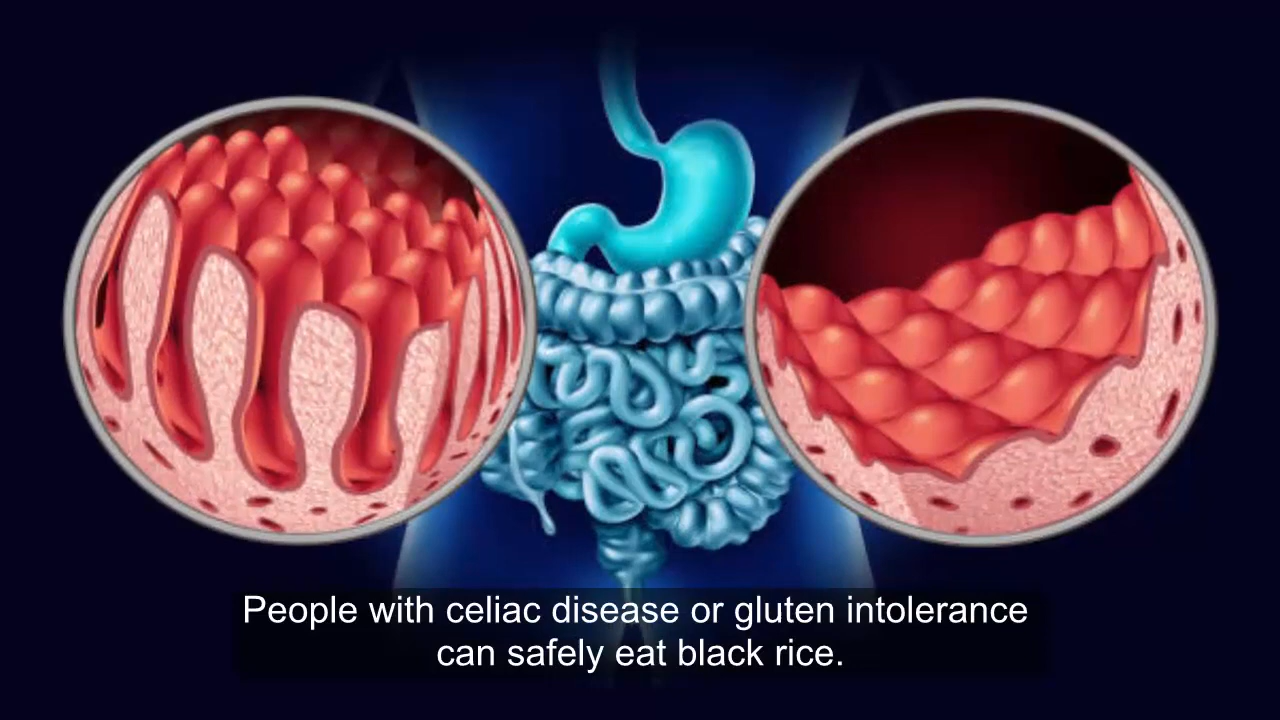 People with celiac disease or gluten intolerance
can safely eat black rice.